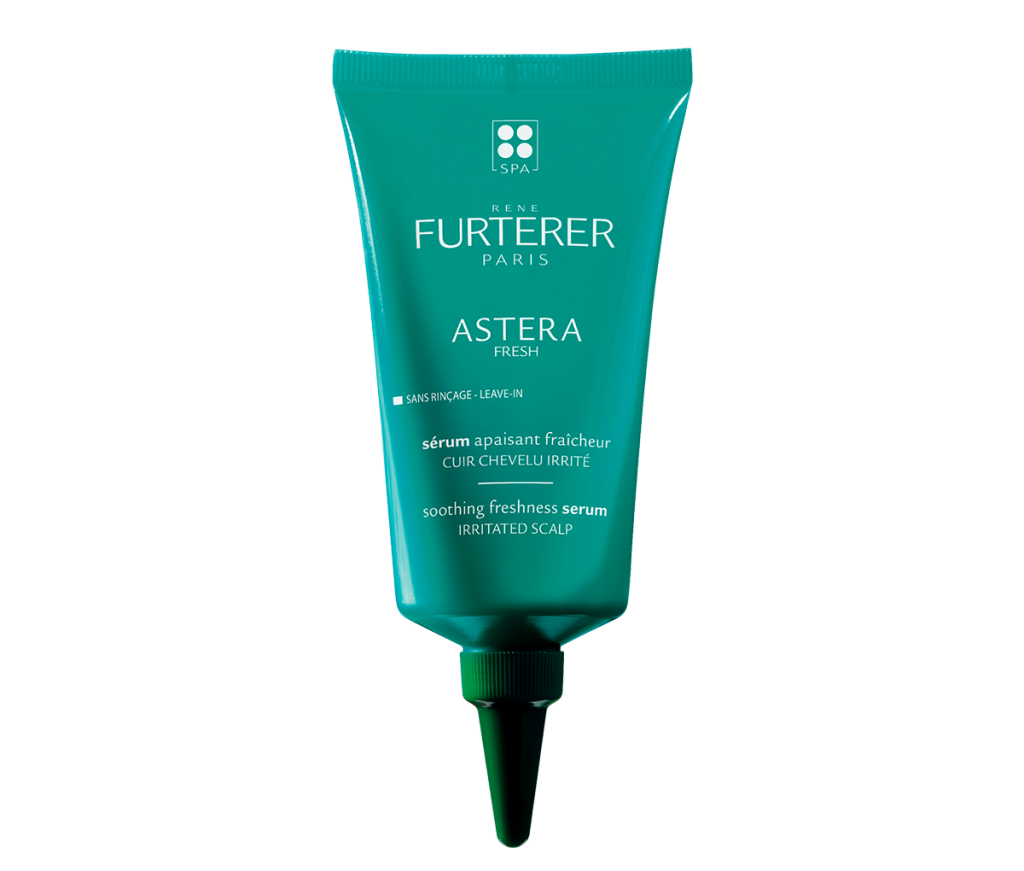 SPA
RENE
FURTERER
PARIS
ASTERA
FRESH
SANS RINÇAGE - LEAVE-IN
sérum apaisant fraîcheur
CUIR CHEVELU IRRITÉ
soothing freshness serum
IRRITATED SCALP